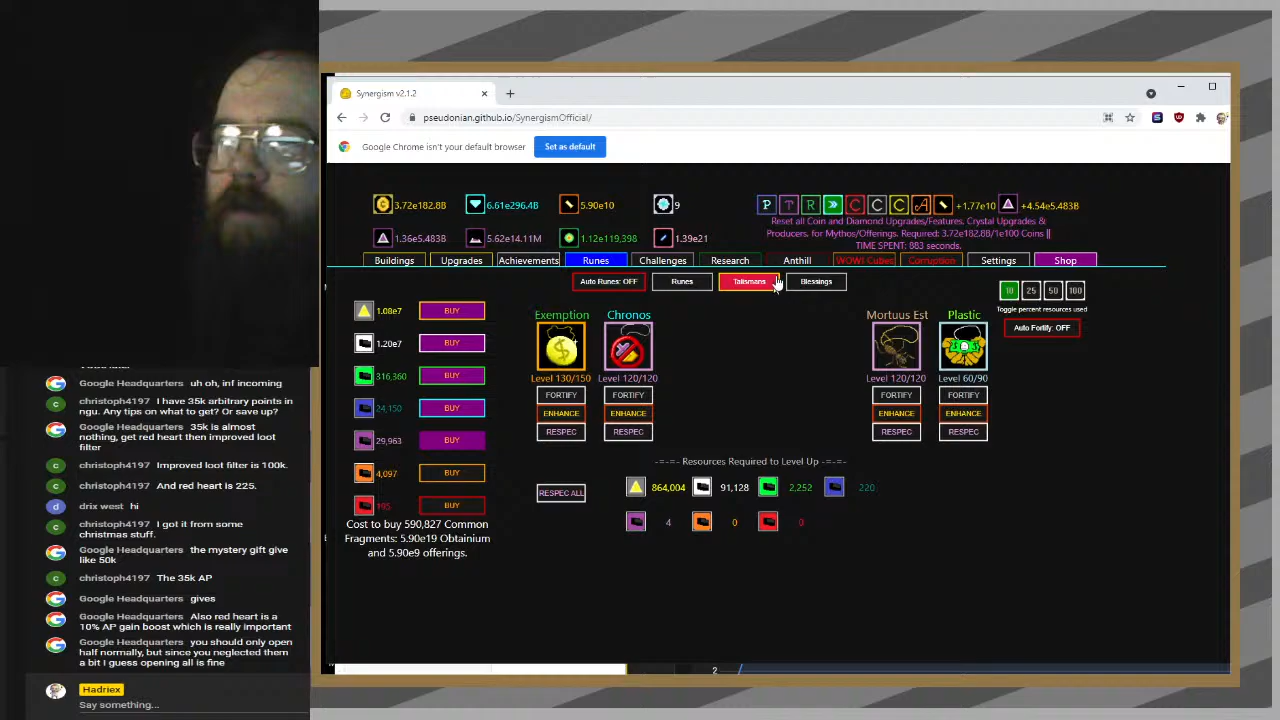 Synergism v2.1.2
pseudonian.github.io/SynergismOfficial/
Google Chrome isn't your default browser
Set as default
3.72e182.8B
6.61e296.4B
5.90e10
9
+1.77e10
+4.54e5.483B
1.36e5.483B
5.62e14.11M
1.12e119,398
1.39e21
Reset all Coin and Diamond Upgrades/Features, Crystal Upgrades &
Producers, for Mythos/Offerings. Required: 3.72e182.8B/1e100 Coins ||
TIME SPENT: 883 seconds.
Buildings
Upgrades
Achievements
Runes
Challenges
Research
Anthill
WOW! Cubes
Corruption
Settings
Shop
Auto Runes: OFF
Runes
Talismans
Blessings
10
25
50
100
Toggle percent resources used
Auto Fortify: OFF
1.08e7
BUY
1.20e7
BUY
316,360
BUY
24,150
BUY
29,963
BUY
4,097
BUY
195
BUY
Cost to buy 590,827 Common
Fragments: 5.90e19 Obtainium
and 5.90e9 offerings.
Exemption
Level 130/150
FORTIFY
ENHANCE
RESPEC
Chronos
Level 120/120
FORTIFY
ENHANCE
RESPEC
Mortuus Est
Level 120/120
FORTIFY
ENHANCE
RESPEC
Plastic
Level 60/90
FORTIFY
ENHANCE
RESPEC
-=-=- Resources Required to Level Up -=-=-
RESPEC ALL
864,004
91,128
2,252
220
4
0
0
2
Google Headquarters uh oh, inf incoming
christoph4197 I have 35k arbitrary points in
ngu. Any tips on what to get? Or save up?
Google Headquarters 35k is almost
nothing, get red heart then improved loot
filter
christoph4197 Improved loot filter is 100k.
christoph4197 And red heart is 225.
drix west hi
christoph4197 I got it from some
christmas stuff.
Google Headquarters the mystery gift give
like 50k
christoph4197 The 35k AP
Google Headquarters gives
Google Headquarters Also red heart is a
10% AP gain boost which is really important
Google Headquarters you should only open
half normally, but since you neglected them
a bit I guess opening all is fine
Hadriex
Say something...